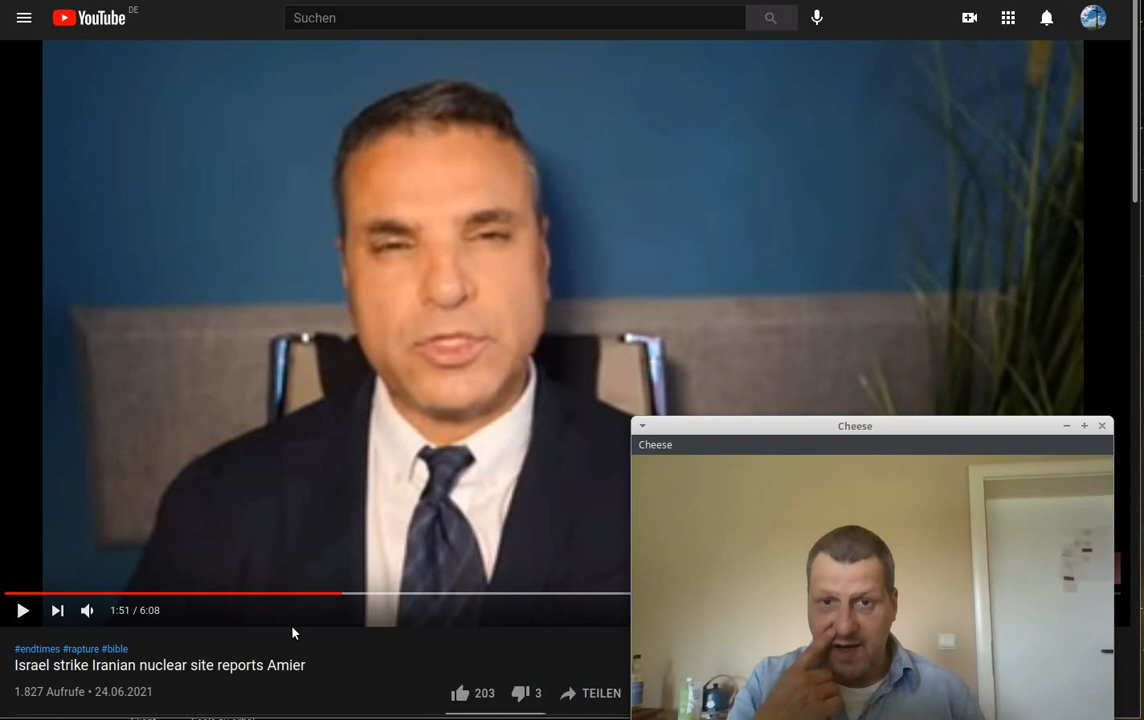 YouTube DE
Suchen
Cheese
Cheese
1:51 / 6:08
#endtimes #rapture #bible
Israel strike Iranian nuclear site reports Amier
1.827 Aufrufe • 24.06.2021
203
3
TEILEN